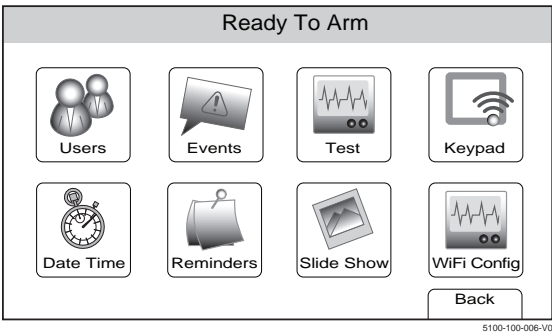 Ready To Arm
Users Events Test Keypad
Date Time Reminders Slide Show WiFi Config
Back
5100-100-006-V0